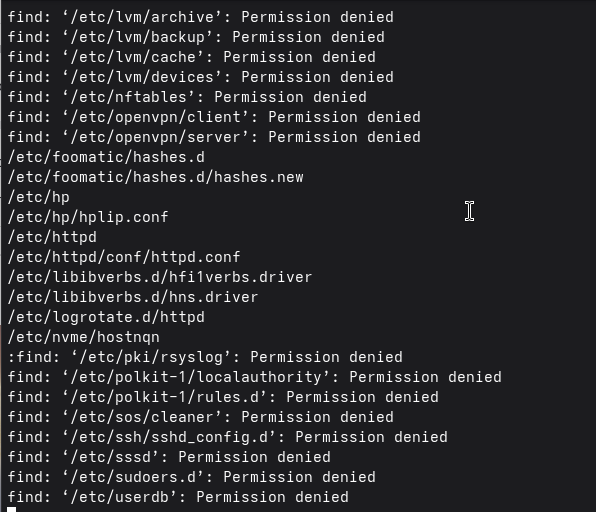 find: ‘/etc/lvm/archive’: Permission denied
find: ‘/etc/lvm/backup’: Permission denied
find: ‘/etc/lvm/cache’: Permission denied
find: ‘/etc/lvm/devices’: Permission denied
find: ‘/etc/nftables’: Permission denied
find: ‘/etc/openvpn/client’: Permission denied
find: ‘/etc/openvpn/server’: Permission denied
/etc/foomatic/hashes.d
/etc/foomatic/hashes.d/hashes.new
/etc/hp
/etc/hp/hplip.conf
/etc/httpd
/etc/httpd/conf/httpd.conf
/etc/libibverbs.d/hfi1verbs.driver
/etc/libibverbs.d/hns.driver
/etc/logrotate.d/httpd
/etc/nvme/hostnqn
:find: ‘/etc/pki/rsyslog’: Permission denied
find: ‘/etc/polkit-1/localauthority’: Permission denied
find: ‘/etc/polkit-1/rules.d’: Permission denied
find: ‘/etc/sos/cleaner’: Permission denied
find: ‘/etc/ssh/sshd_config.d’: Permission denied
find: ‘/etc/sssd’: Permission denied
find: ‘/etc/sudoers.d’: Permission denied
find: ‘/etc/userdb’: Permission denied